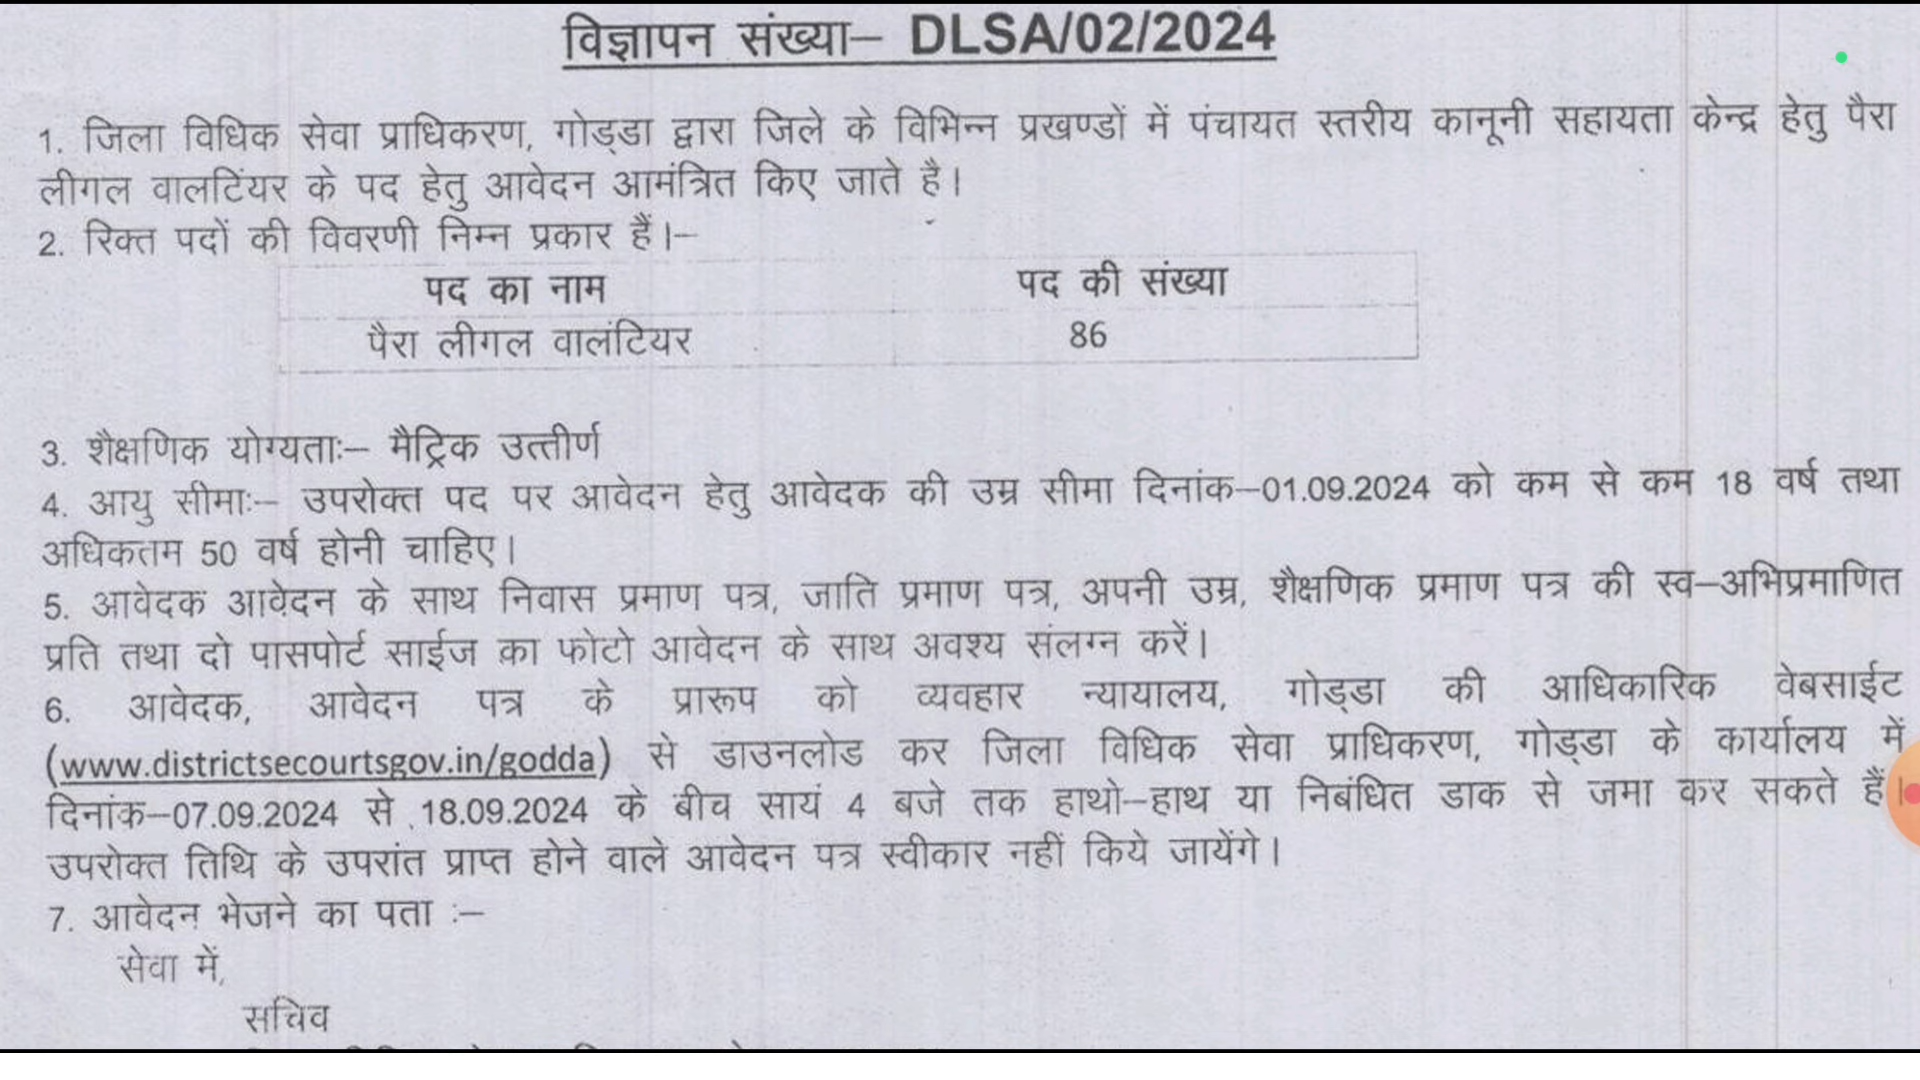 विज्ञापन संख्या– DLSA/02/2024
1. जिला विधिक सेवा प्राधिकरण, गोड्डा द्वारा जिले के विभिन्न प्रखण्डों में पंचायत स्तरीय कानूनी सहायता केन्द्र हेतु पैरा
लीगल वालटिंयर के पद हेतु आवेदन आमंत्रित किए जाते है।
2. रिक्त पदों की विवरणी निम्न प्रकार हैं।–
पद का नाम पद की संख्या
पैरा लीगल वालंटियर 86
3. शैक्षणिक योग्यताः– मैट्रिक उत्तीर्ण
4. आयु सीमाः– उपरोक्त पद पर आवेदन हेतु आवेदक की उम्र सीमा दिनांक–01.09.2024 को कम से कम 18 वर्ष तथा
अधिकतम 50 वर्ष होनी चाहिए।
5. आवेदक आवेदन के साथ निवास प्रमाण पत्र, जाति प्रमाण पत्र, अपनी उम्र, शैक्षणिक प्रमाण पत्र की स्व–अभिप्रमाणित
प्रति तथा दो पासपोर्ट साईज का फोटो आवेदन के साथ अवश्य संलग्न करें।
6. आवेदक, आवेदन पत्र के प्रारूप को व्यवहार न्यायालय, गोड्डा की आधिकारिक वेबसाईट
(www.districtsecourtsgov.in/godda) से डाउनलोड कर जिला विधिक सेवा प्राधिकरण, गोड्डा के कार्यालय में
दिनांक–07.09.2024 से 18.09.2024 के बीच सायं 4 बजे तक हाथो–हाथ या निबंधित डाक से जमा कर सकते हैं।
उपरोक्त तिथि के उपरांत प्राप्त होने वाले आवेदन पत्र स्वीकार नहीं किये जायेंगे।
7. आवेदन भेजने का पता :–
सेवा में,
सचिव